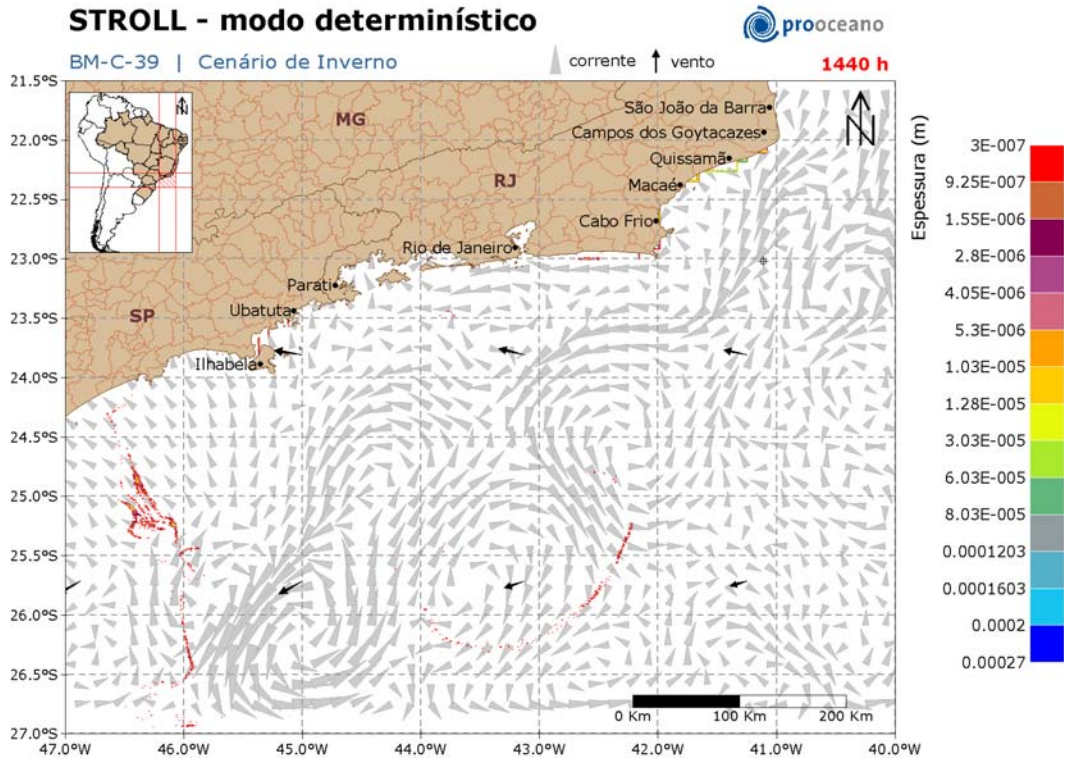 STROLL - modo determinístico
prooceano
BM-C-39 | Cenário de Inverno
corrente
vento
1440 h
21.5°S
22.0°S
22.5°S
23.0°S
23.5°S
24.0°S
24.5°S
25.0°S
25.5°S
26.0°S
26.5°S
27.0°S
N
MG
RJ
SP
São João da Barra
Campos dos Goytacazes
Quissamã
Macaé
Cabo Frio
Rio de Janeiro
Parati
Ubatuta
Ilhabela
N
0 Km 100 Km 200 Km
47.0°W 46.0°W 45.0°W 44.0°W 43.0°W 42.0°W 41.0°W 40.0°W
Espessura (m)
3E-007
9.25E-007
1.55E-006
2.8E-006
4.05E-006
5.3E-006
1.03E-005
1.28E-005
3.03E-005
6.03E-005
8.03E-005
0.0001203
0.0001603
0.0002
0.00027